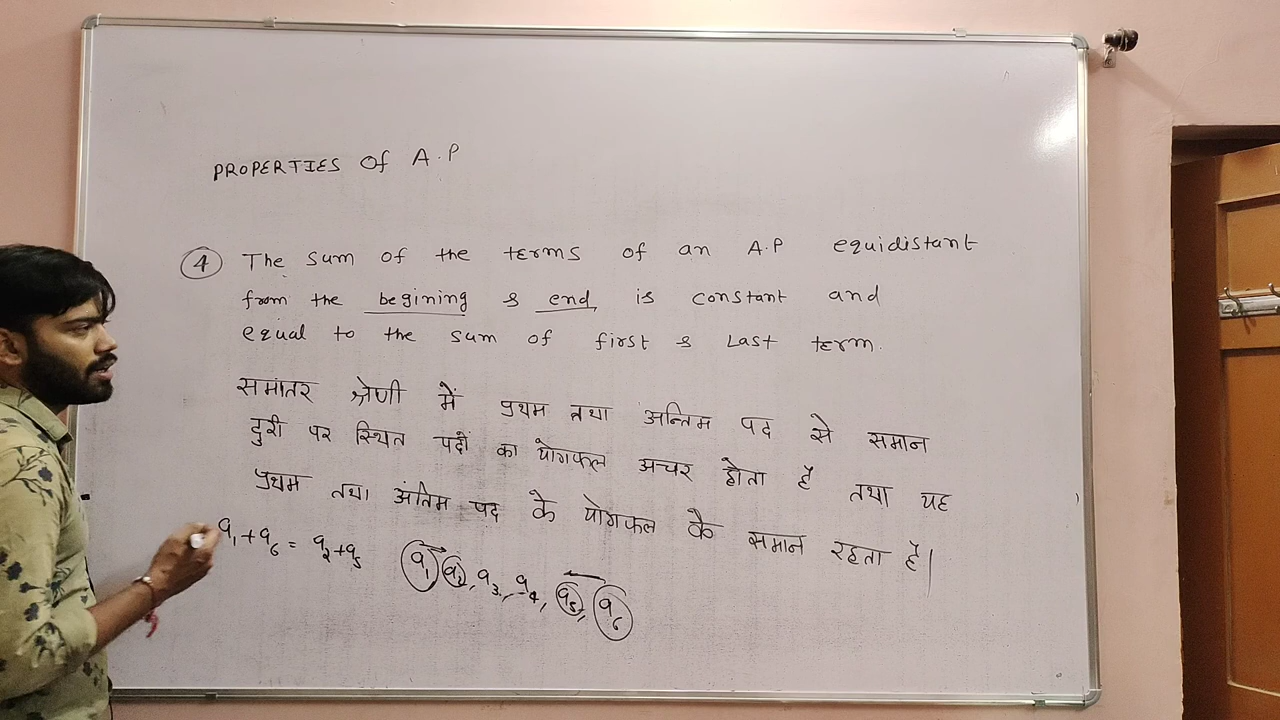 PROPERTIES Of A.P
4 The sum of the terms of an A.P equidistant
from the begining & end, is constant and
equal to the sum of first & Last term.
समांतर श्रेणी में प्रथम तथा अन्तिम पद से समान
दुरी पर स्थित पदों का योगफल अचर होता है तथा यह
प्रथम तथा अंतिम पद के योगफल के समान रहता है।
a₁+a₆ = a₂+a₅ a₁ a₂, a₃, a₄, a₅, a₆